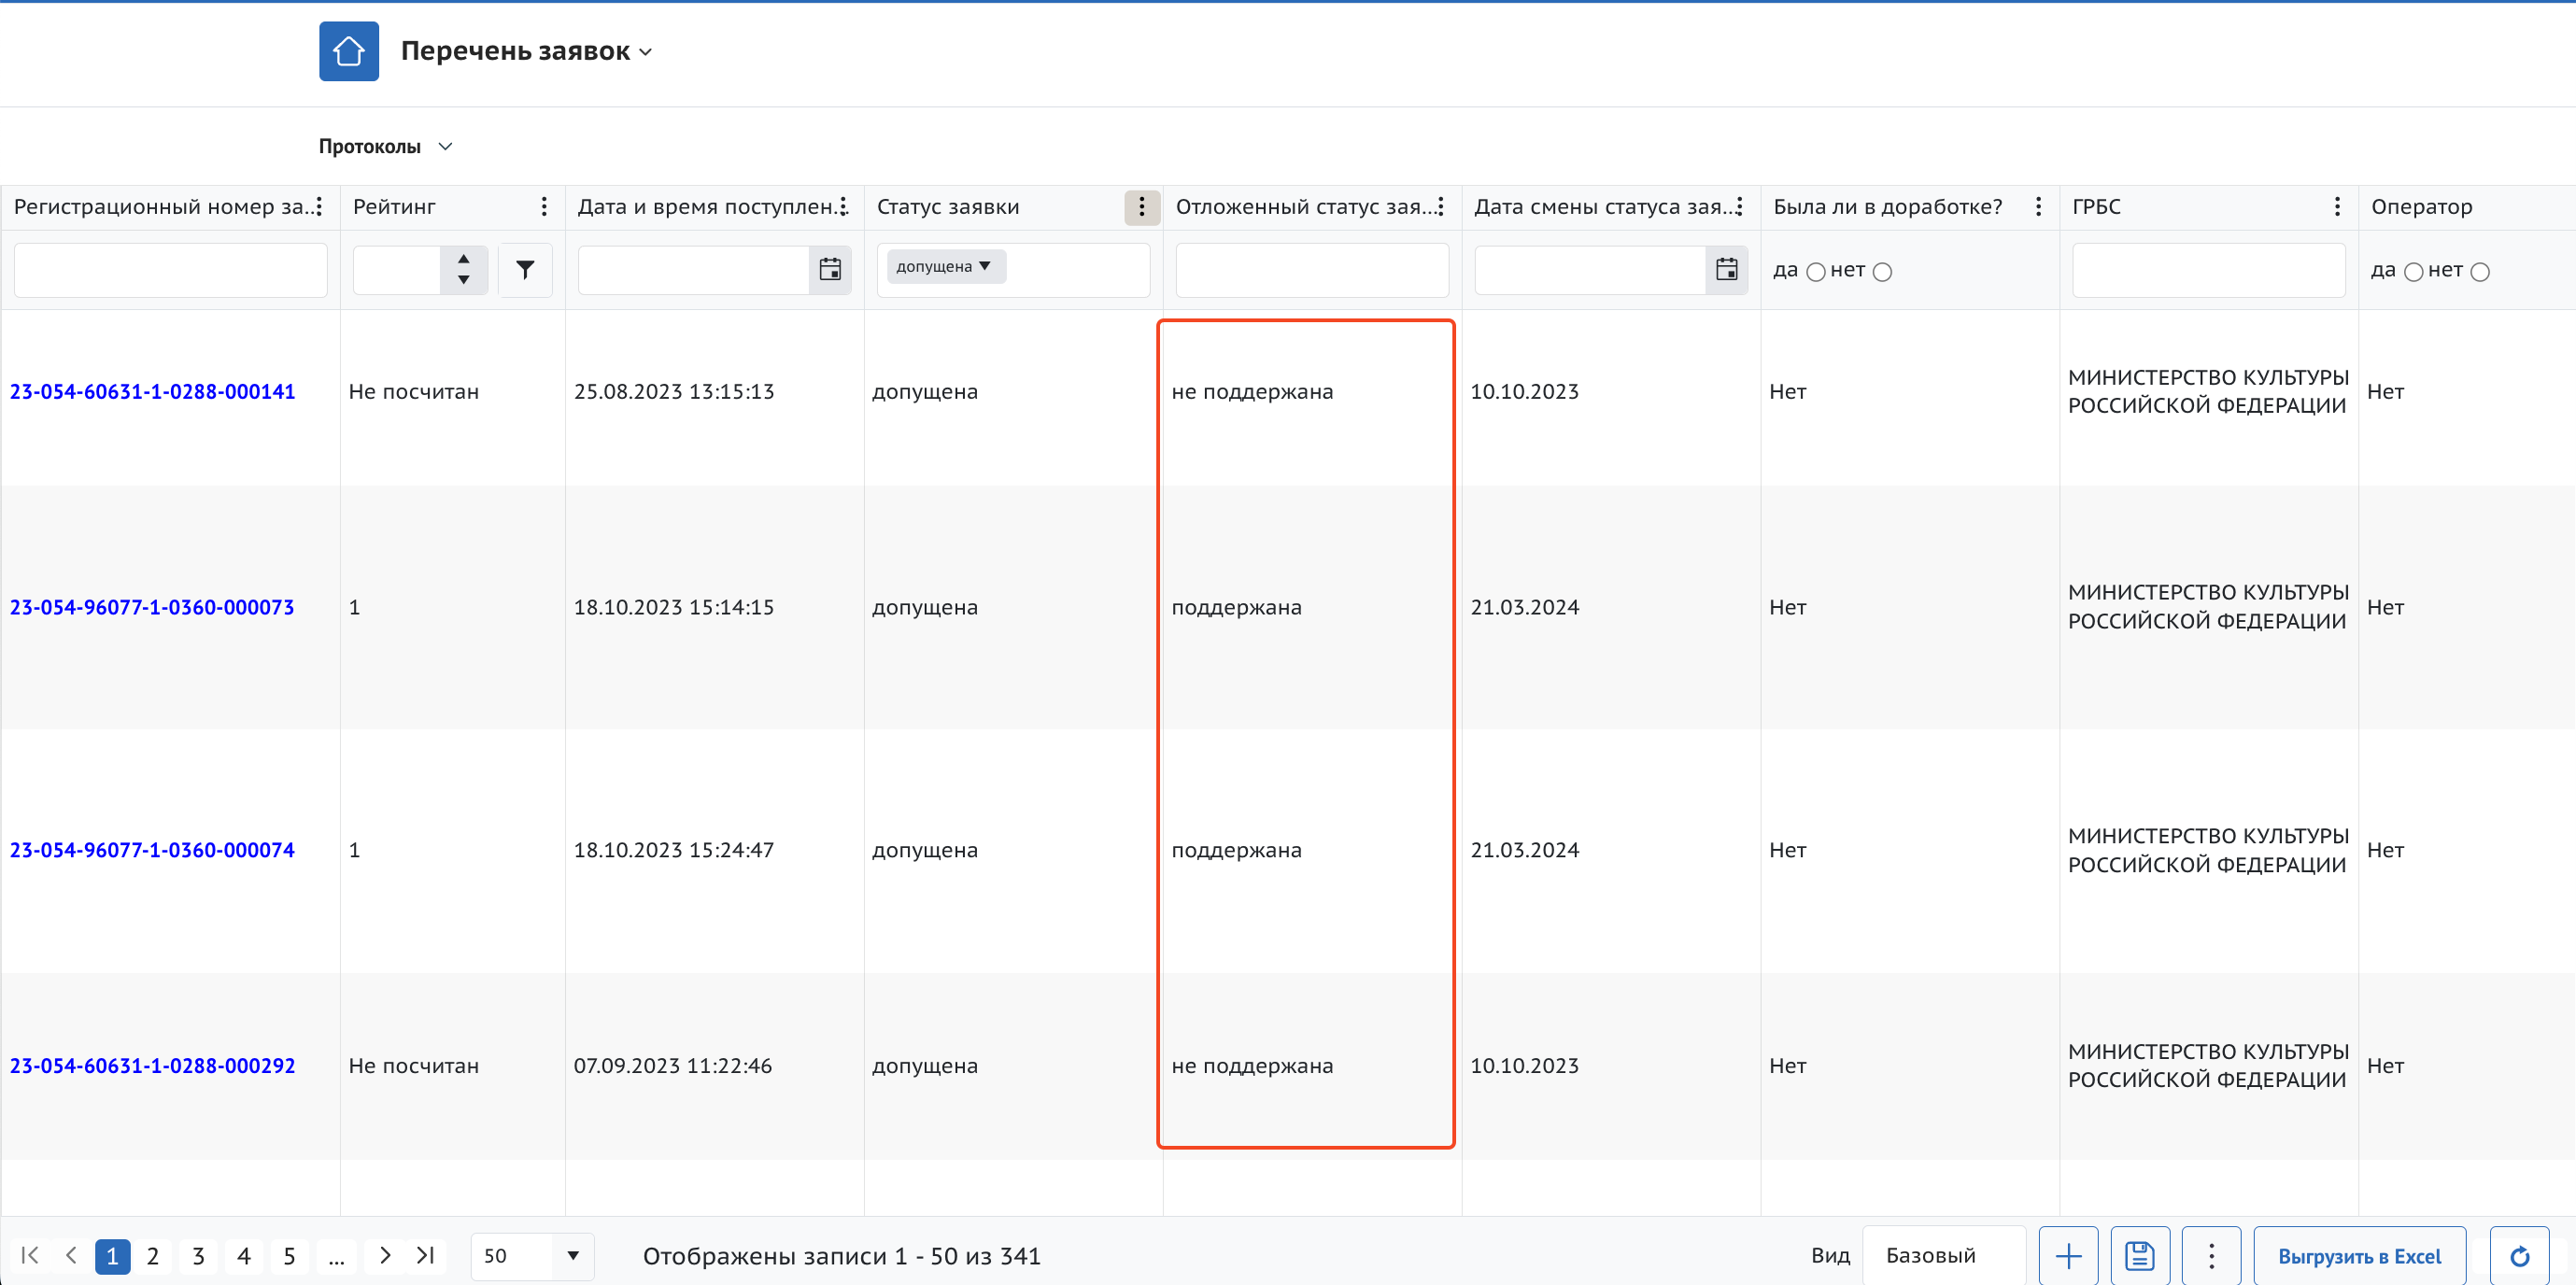 Перечень заявок
Протоколы
Регистрационный номер за... Рейтинг Дата и время поступлен... Статус заявки Отложенный статус зая... Дата смены статуса зая... Была ли в доработке? ГРБС Оператор
допущена да нет да нет
23-054-60631-1-0288-000141 Не посчитан 25.08.2023 13:15:13 допущена не поддержана 10.10.2023 Нет МИНИСТЕРСТВО КУЛЬТУРЫ РОССИЙСКОЙ ФЕДЕРАЦИИ Нет
23-054-96077-1-0360-000073 1 18.10.2023 15:14:15 допущена поддержана 21.03.2024 Нет МИНИСТЕРСТВО КУЛЬТУРЫ РОССИЙСКОЙ ФЕДЕРАЦИИ Нет
23-054-96077-1-0360-000074 1 18.10.2023 15:24:47 допущена поддержана 21.03.2024 Нет МИНИСТЕРСТВО КУЛЬТУРЫ РОССИЙСКОЙ ФЕДЕРАЦИИ Нет
23-054-60631-1-0288-000292 Не посчитан 07.09.2023 11:22:46 допущена не поддержана 10.10.2023 Нет МИНИСТЕРСТВО КУЛЬТУРЫ РОССИЙСКОЙ ФЕДЕРАЦИИ Нет
1 2 3 4 5 ... 50 Отображены записи 1 - 50 из 341 Вид Базовый Выгрузить в Excel